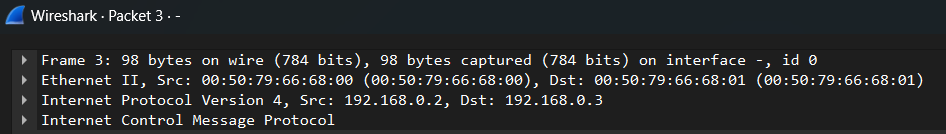 Wireshark · Packet 3 · -
Frame 3: 98 bytes on wire (784 bits), 98 bytes captured (784 bits) on interface -, id 0
Ethernet II, Src: 00:50:79:66:68:00 (00:50:79:66:68:00), Dst: 00:50:79:66:68:01 (00:50:79:66:68:01)
Internet Protocol Version 4, Src: 192.168.0.2, Dst: 192.168.0.3
Internet Control Message Protocol